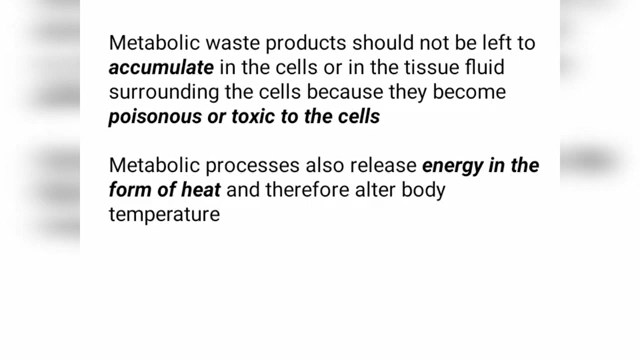 Metabolic waste products should not be left to
accumulate in the cells or in the tissue fluid
surrounding the cells because they become
poisonous or toxic to the cells
Metabolic processes also release energy in the
form of heat and therefore alter body
temperature